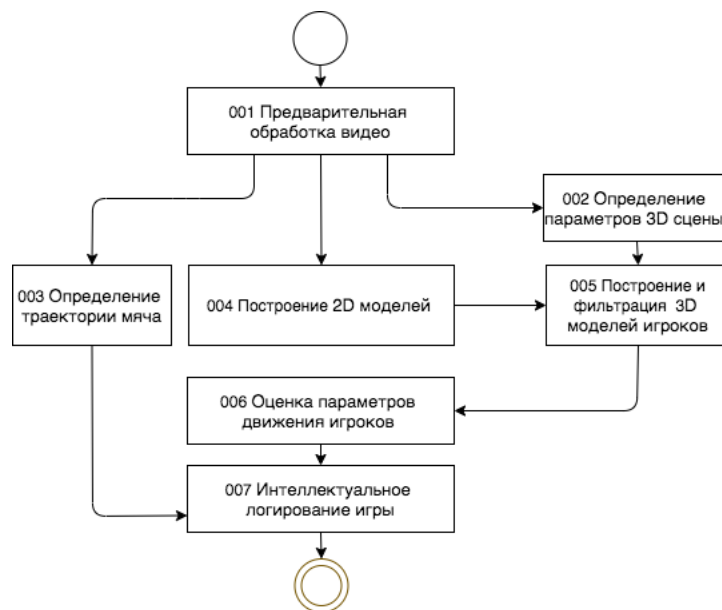 001 Предварительная
обработка видео
002 Определение
параметров 3D сцены
003 Определение
траектории мяча
004 Построение 2D моделей
005 Построение и
фильтрация 3D
моделей игроков
006 Оценка параметров
движения игроков
007 Интеллектуальное
логирование игры